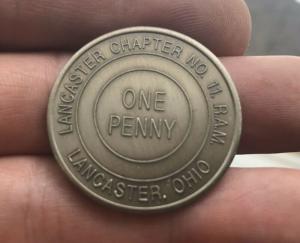 LANCASTER CHAPTER NO. 11, R.A.M.
ONE
PENNY
LANCASTER, OHIO